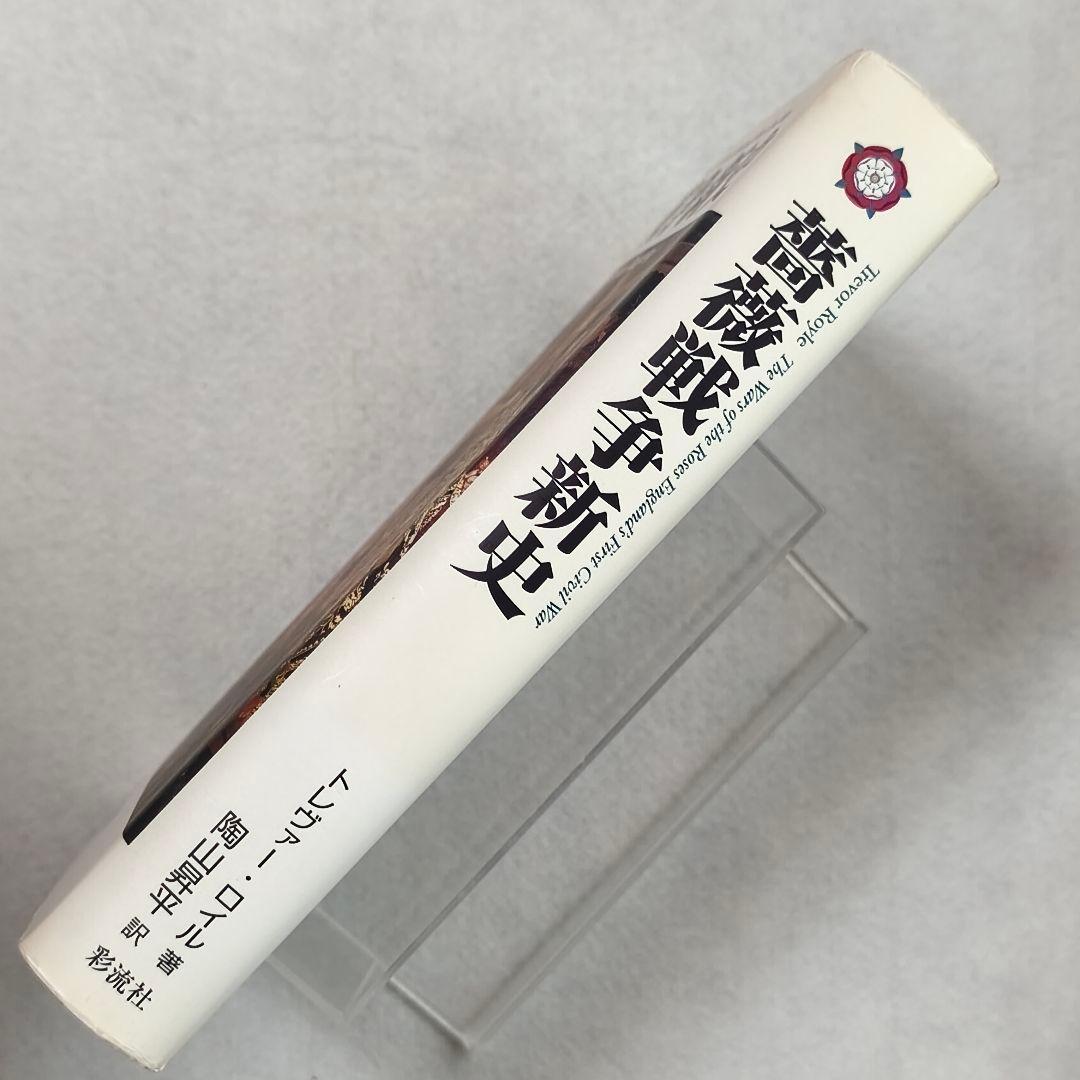 薔薇戦争新史
Trevor Royle The Wars of the Roses England's First Civil War
トレヴァー・ロイル 著
陶山昇平 訳
彩流社